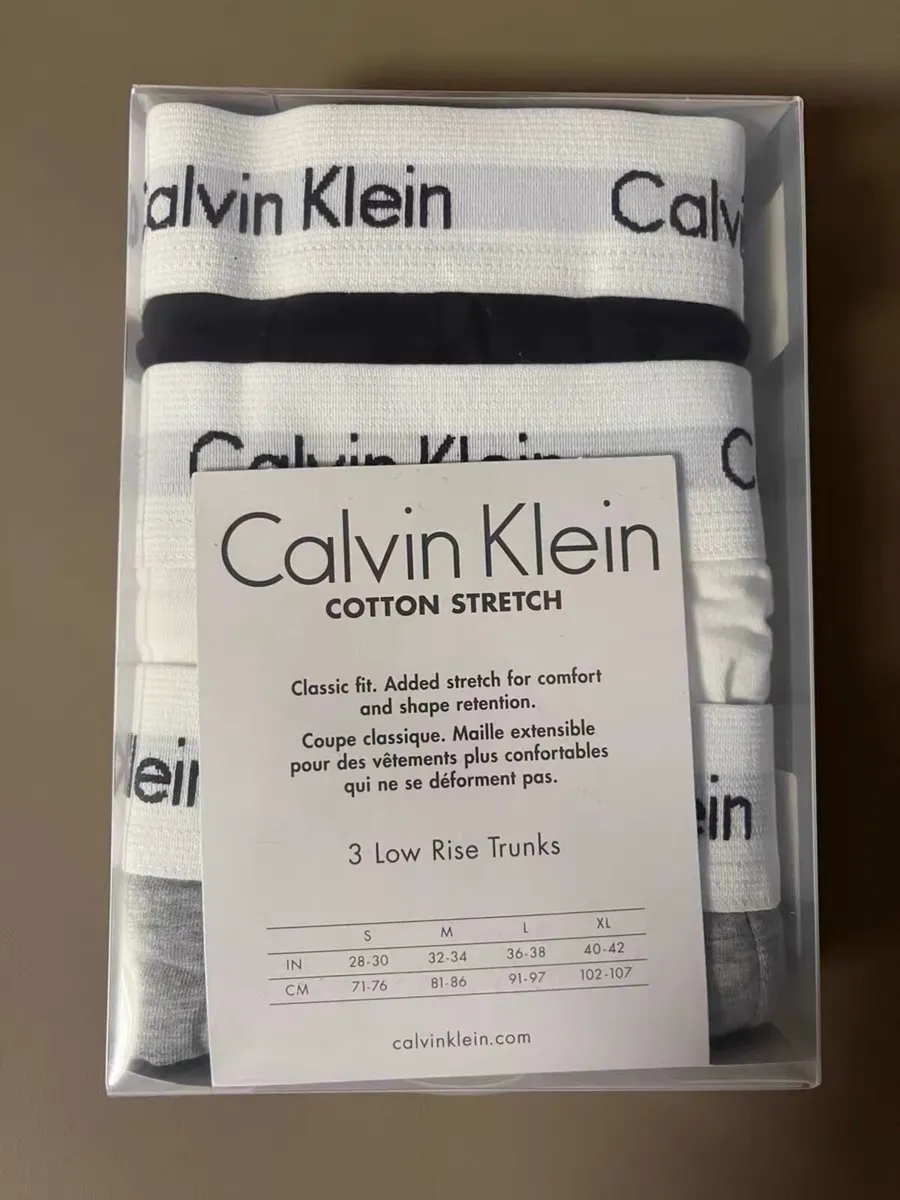 alvin Klein Calv
Calvin Klein C
Calvin Klein
COTTON STRETCH
Classic fit. Added stretch for comfort
and shape retention.
Coupe classique. Maille extensible
pour des vêtements plus confortables
qui ne se déforment pas.
lein ein
3 Low Rise Trunks
S M L XL
IN 28-30 32-34 36-38 40-42
CM 71-76 81-86 91-97 102-107
calvinklein.com